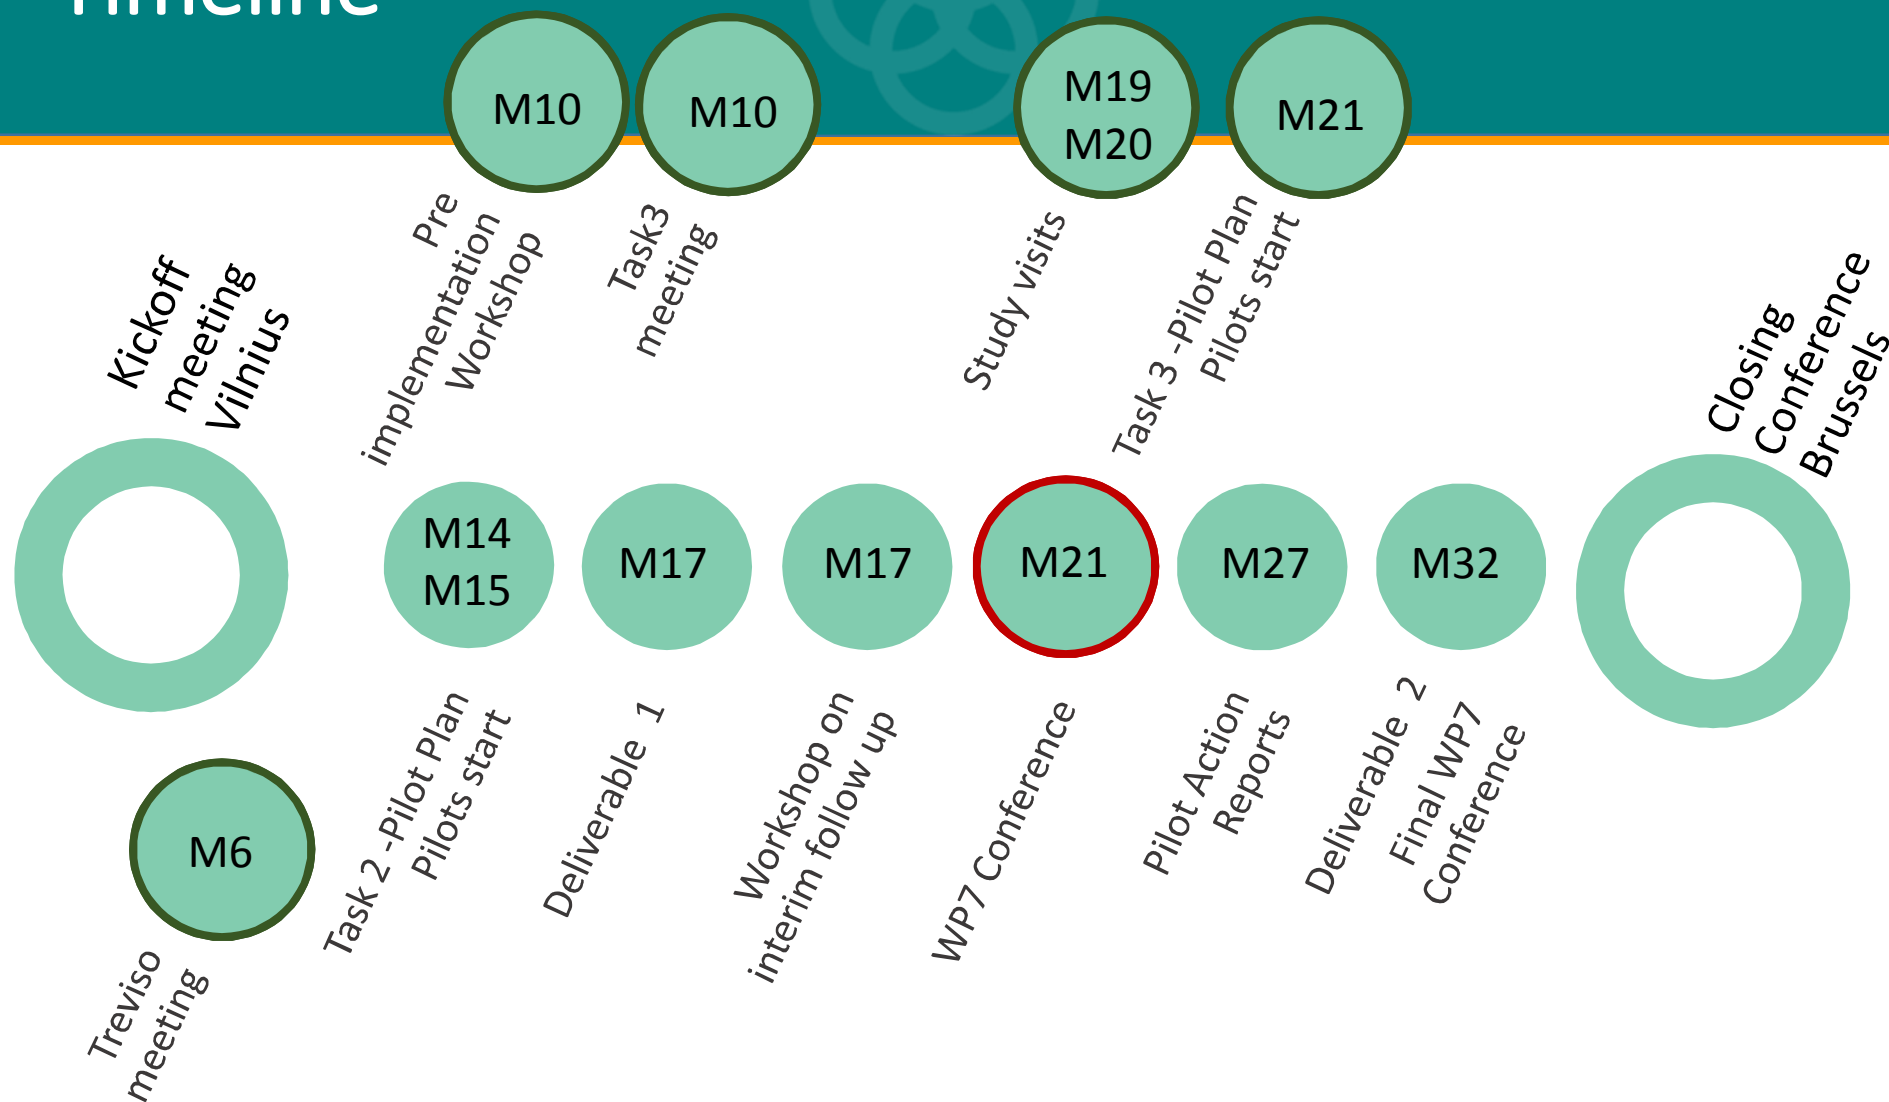 Timeline
M10
M10
M19
M20
M21
Pre
implementation
Workshop
Task3
meeting
Study visits
Task 3 -Pilot Plan
Pilots start
Kickoff
meeting
Vilnius
Closing
Conference
Brussels
M14
M15
M17
M17
M21
M27
M32
Task 2 -Pilot Plan
Pilots start
Deliverable 1
Workshop on
interim follow up
WP7 Conference
Pilot Action
Reports
Deliverable 2
Final WP7
Conference
M6
Treviso
meeting